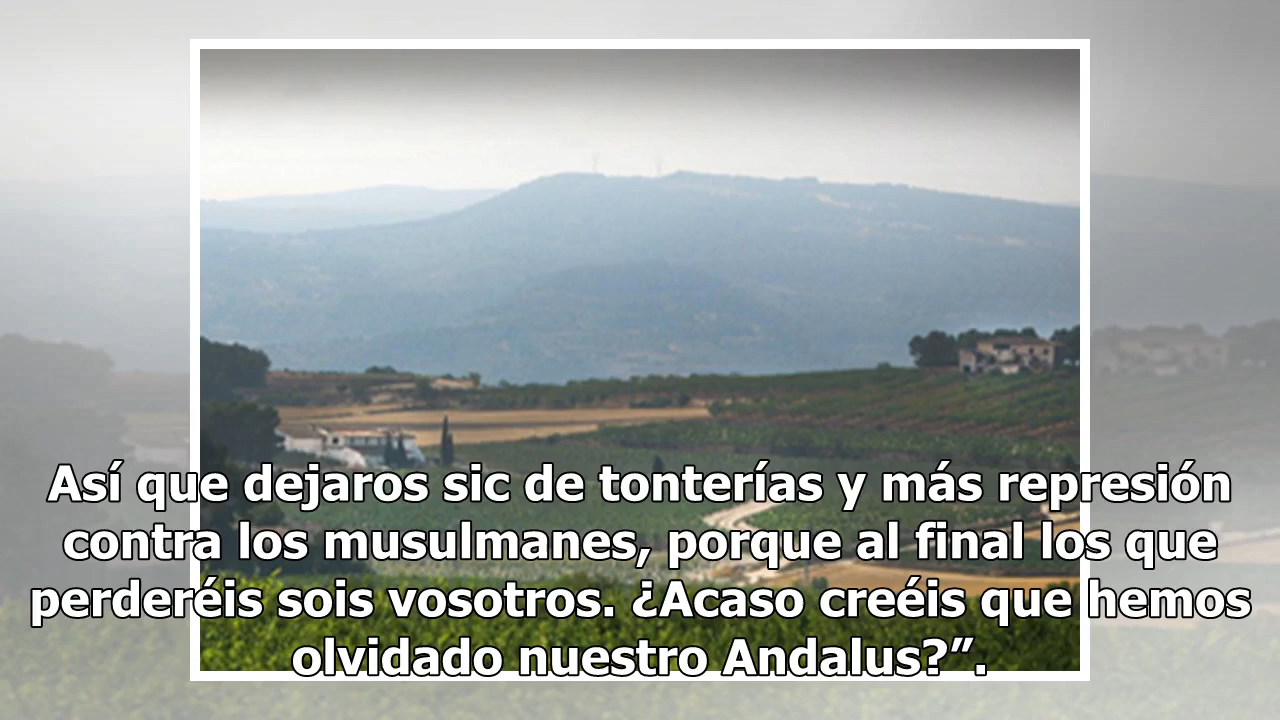 Así que dejaros sic de tonterías y más represión
contra los musulmanes, porque al final los que
perderéis sois vosotros. ¿Acaso creéis que hemos
olvidado nuestro Andalus?”.